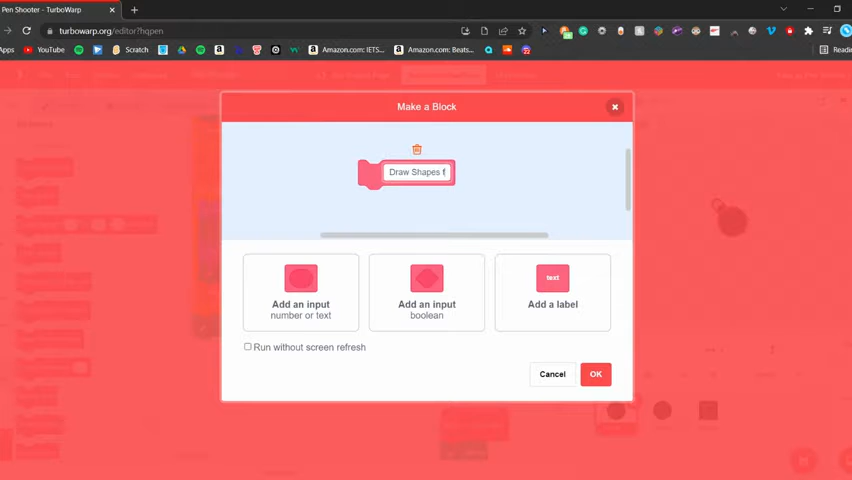 Pen Shooter - TurboWarp
turbowarp.org/editor?hqpen
Apps
YouTube
Scratch
Amazon.com: IETS...
Amazon.com: Beats...
Readin
Make a Block
Draw Shapes f
Add an input
number or text
Add an input
boolean
text
Add a label
Run without screen refresh
Cancel
OK